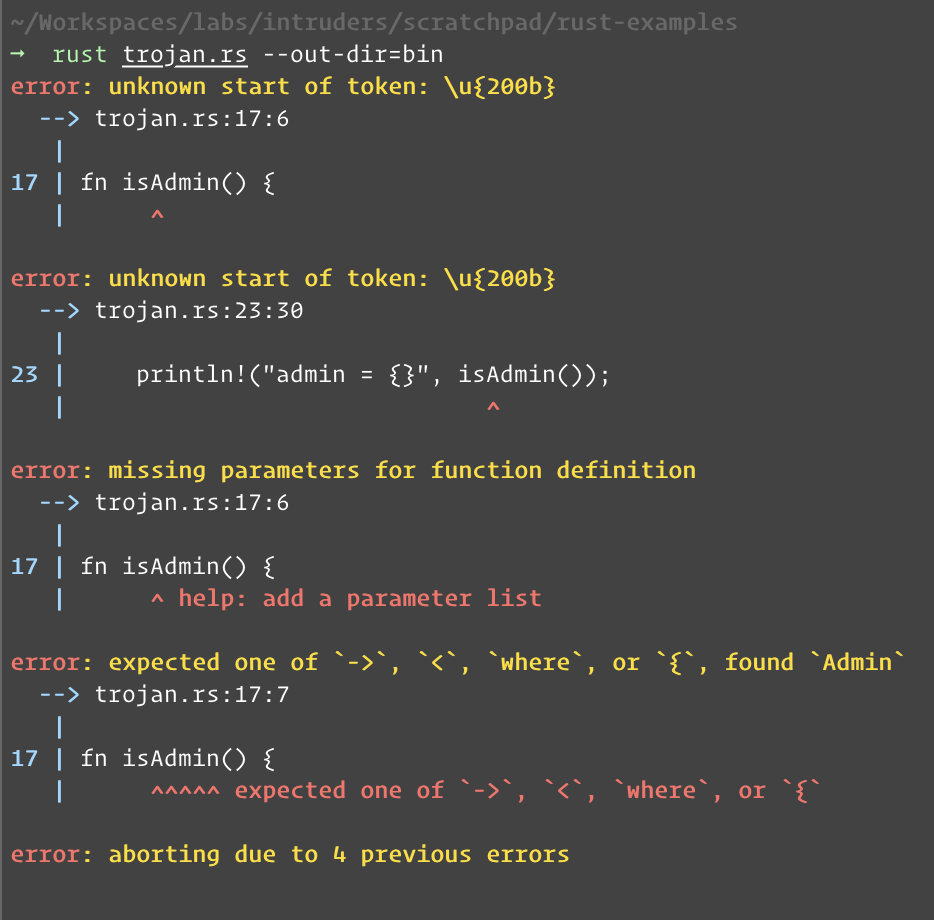 ~/Workspaces/labs/intruders/scratchpad/rust-examples
→  rust trojan.rs --out-dir=bin
error: unknown start of token: \u{200b}
  --> trojan.rs:17:6
   |
17 | fn isAdmin() {
   |      ^
error: unknown start of token: \u{200b}
  --> trojan.rs:23:30
   |
23 |     println!("admin = {}", isAdmin());
   |                              ^
error: missing parameters for function definition
  --> trojan.rs:17:6
   |
17 | fn isAdmin() {
   |      ^ help: add a parameter list
error: expected one of `->`, `<`, `where`, or `{`, found `Admin`
  --> trojan.rs:17:7
   |
17 | fn isAdmin() {
   |      ^^^^^ expected one of `->`, `<`, `where`, or `{`
error: aborting due to 4 previous errors